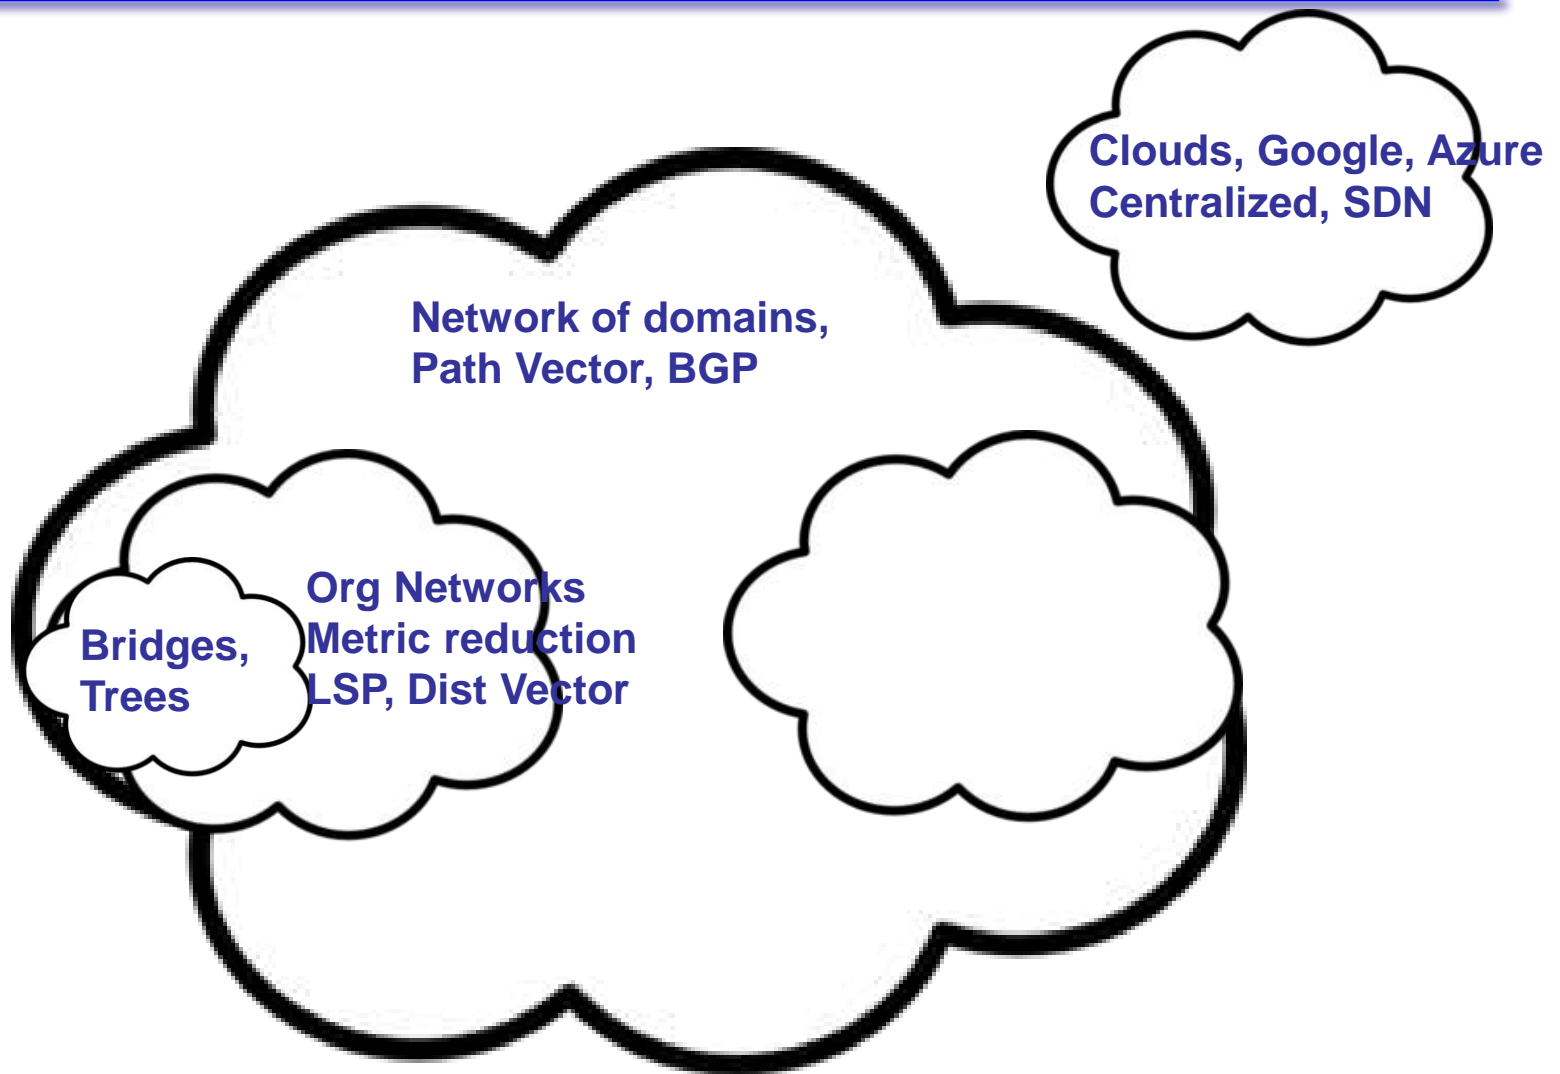 Clouds, Google, Azure
Centralized, SDN
Network of domains,
Path Vector, BGP
Org Networks
Metric reduction
LSP, Dist Vector
Bridges,
Trees